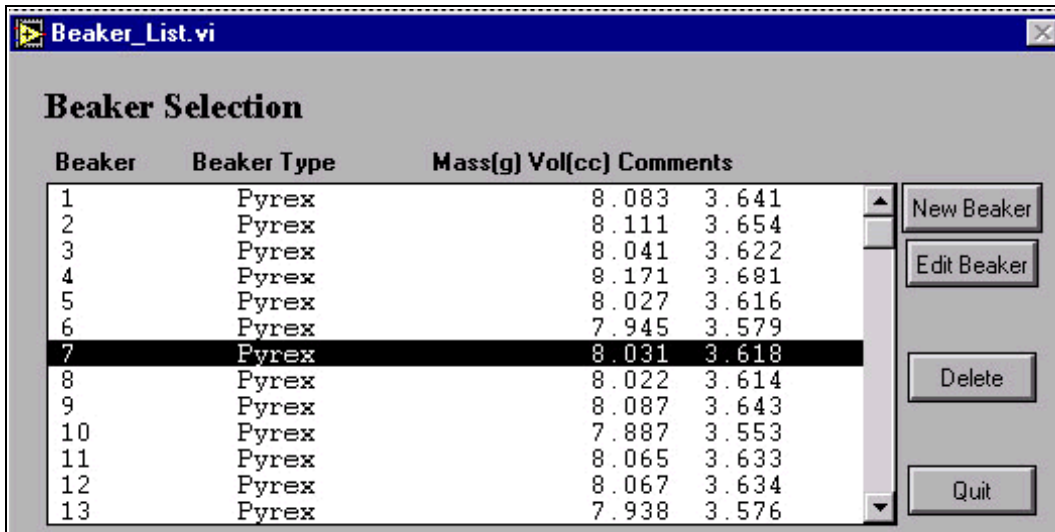 Beaker_List.vi
Beaker Selection
Beaker Beaker Type Mass(g) Vol(cc) Comments
1 Pyrex 8.083 3.641
2 Pyrex 8.111 3.654
3 Pyrex 8.041 3.622
4 Pyrex 8.171 3.681
5 Pyrex 8.027 3.616
6 Pyrex 7.945 3.579
7 Pyrex 8.031 3.618
8 Pyrex 8.022 3.614
9 Pyrex 8.087 3.643
10 Pyrex 7.887 3.553
11 Pyrex 8.065 3.633
12 Pyrex 8.067 3.634
13 Pyrex 7.938 3.576
New Beaker
Edit Beaker
Delete
Quit